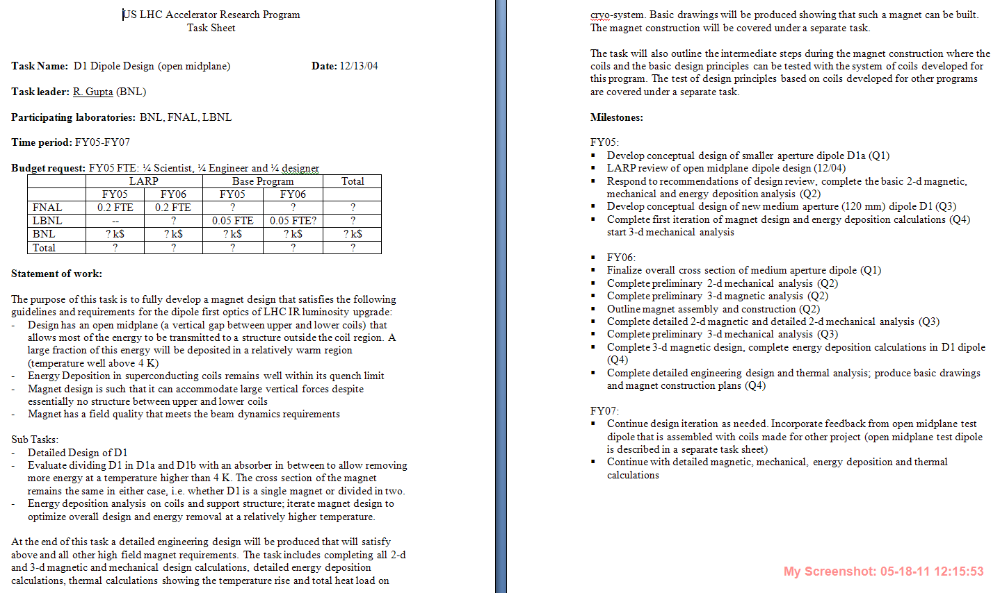 US LHC Accelerator Research Program
Task Sheet
Task Name: D1 Dipole Design (open midplane) Date: 12/13/04
Task leader: R. Gupta (BNL)
Participating laboratories: BNL, FNAL, LBNL
Time period: FY05-FY07
Budget request: FY05 FTE: ¼ Scientist, ¼ Engineer and ¼ designer
LARP Base Program Total
FY05 FY06 FY05 FY06
FNAL 0.2 FTE 0.2 FTE ? ? ?
LBNL -- ? 0.05 FTE 0.05 FTE? ?
BNL ? k$ ? k$ ? k$ ? k$ ? k$
Total ? ? ? ? ?
Statement of work:
The purpose of this task is to fully develop a magnet design that satisfies the following
guidelines and requirements for the dipole first optics of LHC IR luminosity upgrade:
- Design has an open midplane (a vertical gap between upper and lower coils) that
allows most of the energy to be transmitted to a structure outside the coil region. A
large fraction of this energy will be deposited in a relatively warm region
(temperature well above 4 K)
- Energy Deposition in superconducting coils remains well within its quench limit
- Magnet design is such that it can accommodate large vertical forces despite
essentially no structure between upper and lower coils
- Magnet has a field quality that meets the beam dynamics requirements
Sub Tasks:
- Detailed Design of D1
- Evaluate dividing D1 in D1a and D1b with an absorber in between to allow removing
more energy at a temperature higher than 4 K. The cross section of the magnet
remains the same in either case, i.e. whether D1 is a single magnet or divided in two.
- Energy deposition analysis on coils and support structure; iterate magnet design to
optimize overall design and energy removal at a relatively higher temperature.
At the end of this task a detailed engineering design will be produced that will satisfy
above and all other high field magnet requirements. The task includes completing all 2-d
and 3-d magnetic and mechanical design calculations, detailed energy deposition
calculations, thermal calculations showing the temperature rise and total heat load on
cryo-system. Basic drawings will be produced showing that such a magnet can be built.
The magnet construction will be covered under a separate task.
The task will also outline the intermediate steps during the magnet construction where the
coils and the basic design principles can be tested with the system of coils developed for
this program. The test of design principles based on coils developed for other programs
are covered under a separate task.
Milestones:
FY05:
▪ Develop conceptual design of smaller aperture dipole D1a (Q1)
▪ LARP review of open midplane dipole design (12/04)
▪ Respond to recommendations of design review, complete the basic 2-d magnetic,
mechanical and energy deposition analysis (Q2)
▪ Develop conceptual design of new medium aperture (120 mm) dipole D1 (Q3)
▪ Complete first iteration of magnet design and energy deposition calculations (Q4)
start 3-d mechanical analysis
▪ FY06:
▪ Finalize overall cross section of medium aperture dipole (Q1)
▪ Complete preliminary 2-d mechanical analysis (Q2)
▪ Complete preliminary 3-d magnetic analysis (Q2)
▪ Outline magnet assembly and construction (Q2)
▪ Complete detailed 2-d magnetic and detailed 2-d mechanical analysis (Q3)
▪ Complete preliminary 3-d mechanical analysis (Q3)
▪ Complete 3-d magnetic design, complete energy deposition calculations in D1 dipole
(Q4)
▪ Complete detailed engineering design and thermal analysis; produce basic drawings
and magnet construction plans (Q4)
FY07:
▪ Continue design iteration as needed. Incorporate feedback from open midplane test
dipole that is assembled with coils made for other project (open midplane test dipole
is described in a separate task sheet)
▪ Continue with detailed magnetic, mechanical, energy deposition and thermal
calculations
My Screenshot: 05-18-11 12:15:53